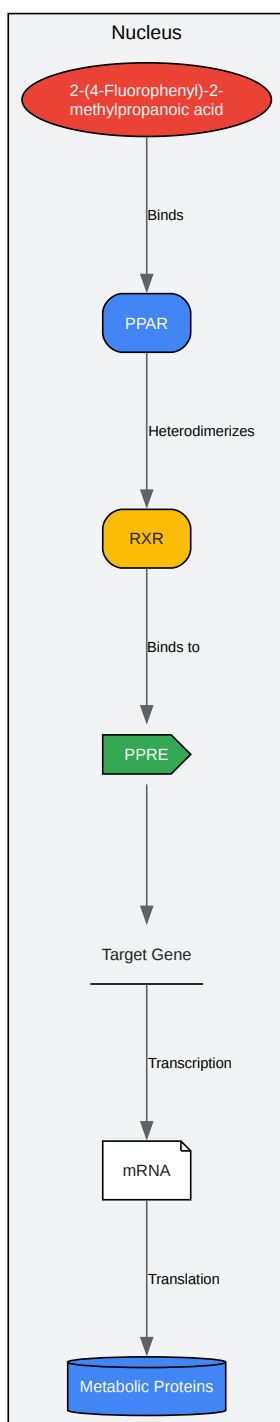 Nucleus
2-(4-Fluorophenyl)-2-
methylpropanoic acid
Binds
PPAR
Heterodimerizes
RXR
Binds to
PPRE
Target Gene
Transcription
mRNA
Translation
Metabolic Proteins